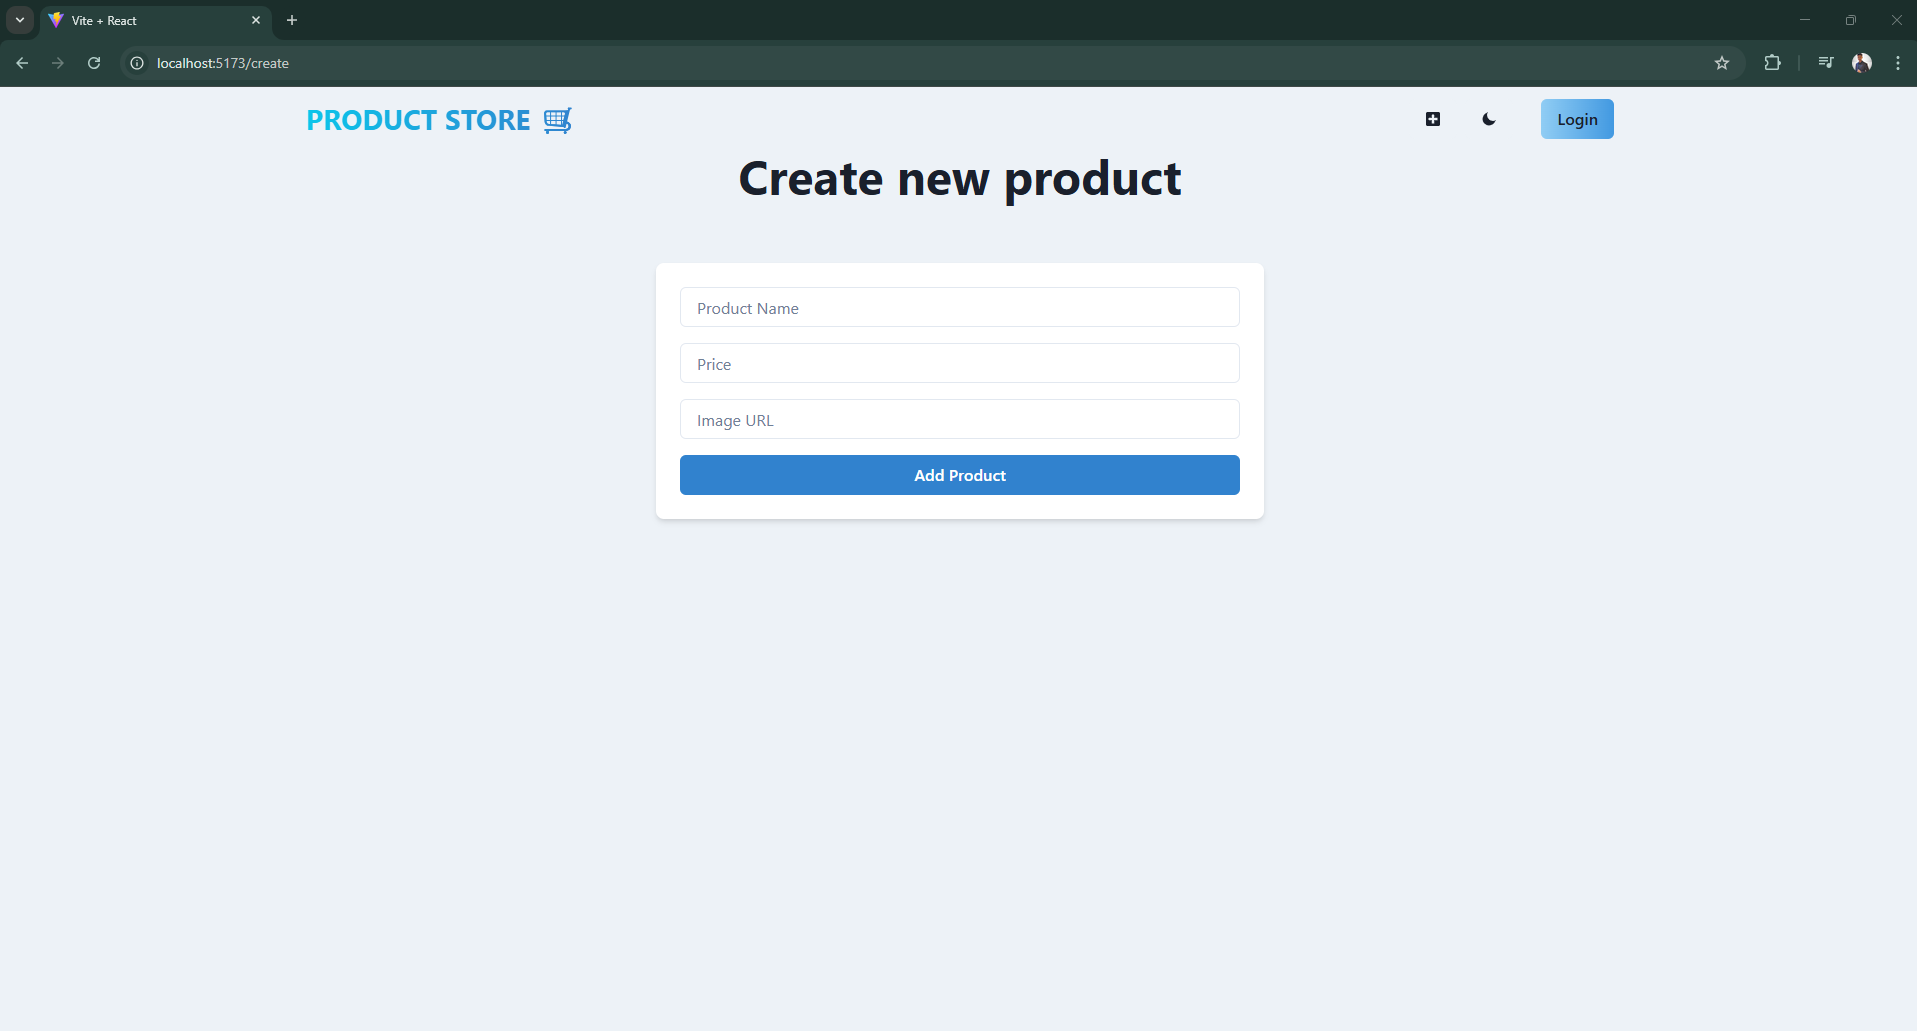 Vite + React
localhost:5173/create
PRODUCT STORE 🛒
Login
Create new product
Product Name
Price
Image URL
Add Product